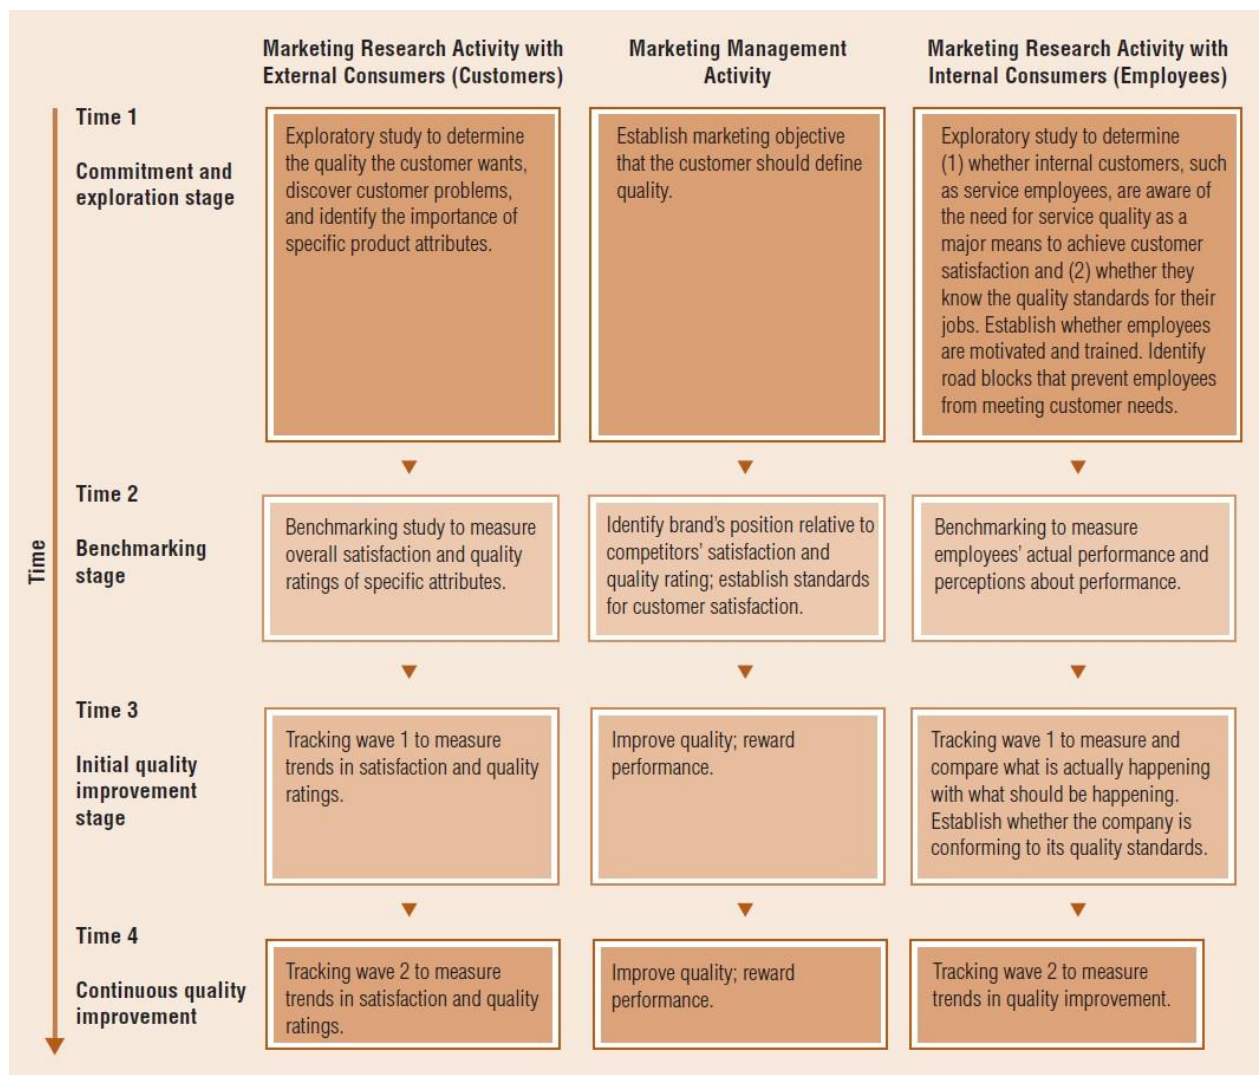 Marketing Research Activity with
External Consumers (Customers)
Marketing Management
Activity
Marketing Research Activity with
Internal Consumers (Employees)
Time
Time 1
Commitment and
exploration stage
Exploratory study to determine
the quality the customer wants,
discover customer problems,
and identify the importance of
specific product attributes.
Establish marketing objective
that the customer should define
quality.
Exploratory study to determine
(1) whether internal customers, such
as service employees, are aware of
the need for service quality as a
major means to achieve customer
satisfaction and (2) whether they
know the quality standards for their
jobs. Establish whether employees
are motivated and trained. Identify
road blocks that prevent employees
from meeting customer needs.
Time 2
Benchmarking
stage
Benchmarking study to measure
overall satisfaction and quality
ratings of specific attributes.
Identify brand’s position relative to
competitors’ satisfaction and
quality rating; establish standards
for customer satisfaction.
Benchmarking to measure
employees’ actual performance and
perceptions about performance.
Time 3
Initial quality
improvement
stage
Tracking wave 1 to measure
trends in satisfaction and quality
ratings.
Improve quality; reward
performance.
Tracking wave 1 to measure and
compare what is actually happening
with what should be happening.
Establish whether the company is
conforming to its quality standards.
Time 4
Continuous quality
improvement
Tracking wave 2 to measure
trends in satisfaction and quality
ratings.
Improve quality; reward
performance.
Tracking wave 2 to measure
trends in quality improvement.